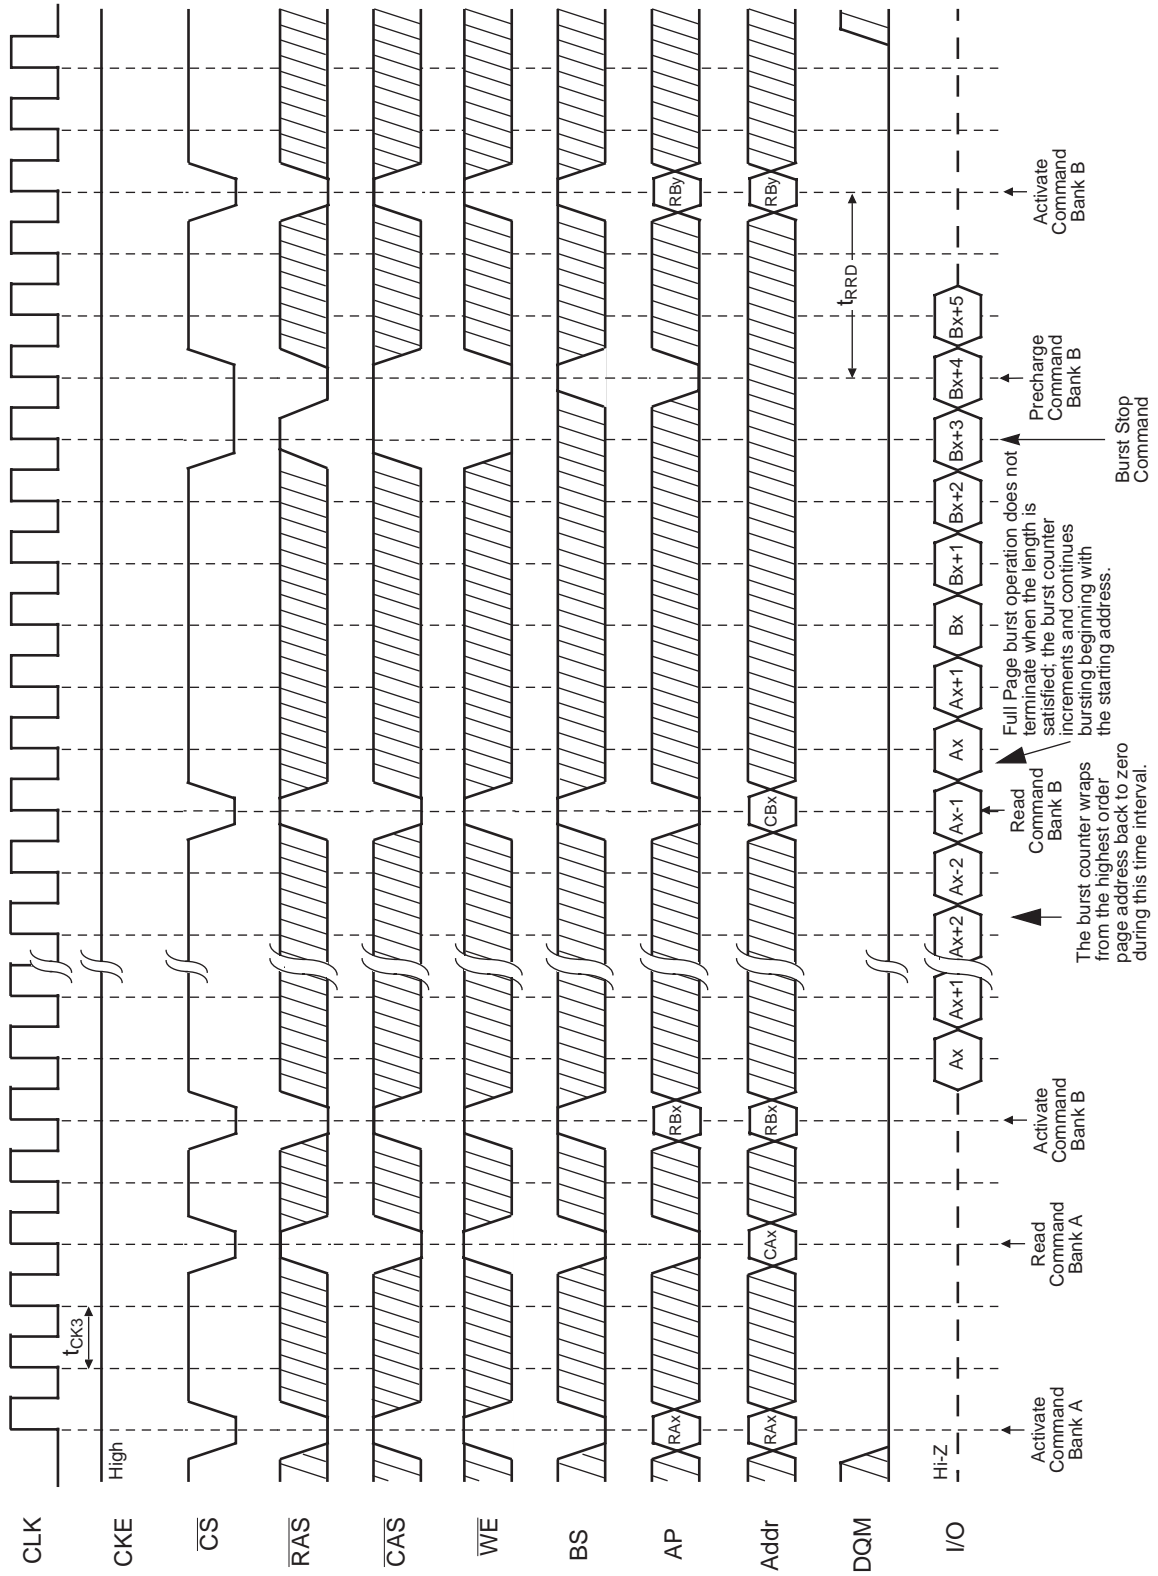 CLK
CKE
CS
RAS
CAS
WE
BS
AP
Addr
DQM
I/O
tCK3
High
RAx
RBx
RBy
RAx
CAx
RBx
CBx
RBy
tRRD
Hi-Z
Ax
Ax+1
Ax+2
Ax-2
Ax-1
Ax
Ax+1
Bx
Bx+1
Bx+2
Bx+3
Bx+4
Bx+5
Activate
Command
Bank A
Read
Command
Bank A
Activate
Command
Bank B
The burst counter wraps
from the highest order
page address back to zero
during this time interval.
Read
Command
Bank B
Full Page burst operation does not
terminate when the length is
satisfied; the burst counter
increments and continues
bursting beginning with
the starting address.
Burst Stop
Command
Precharge
Command
Bank B
Activate
Command
Bank B